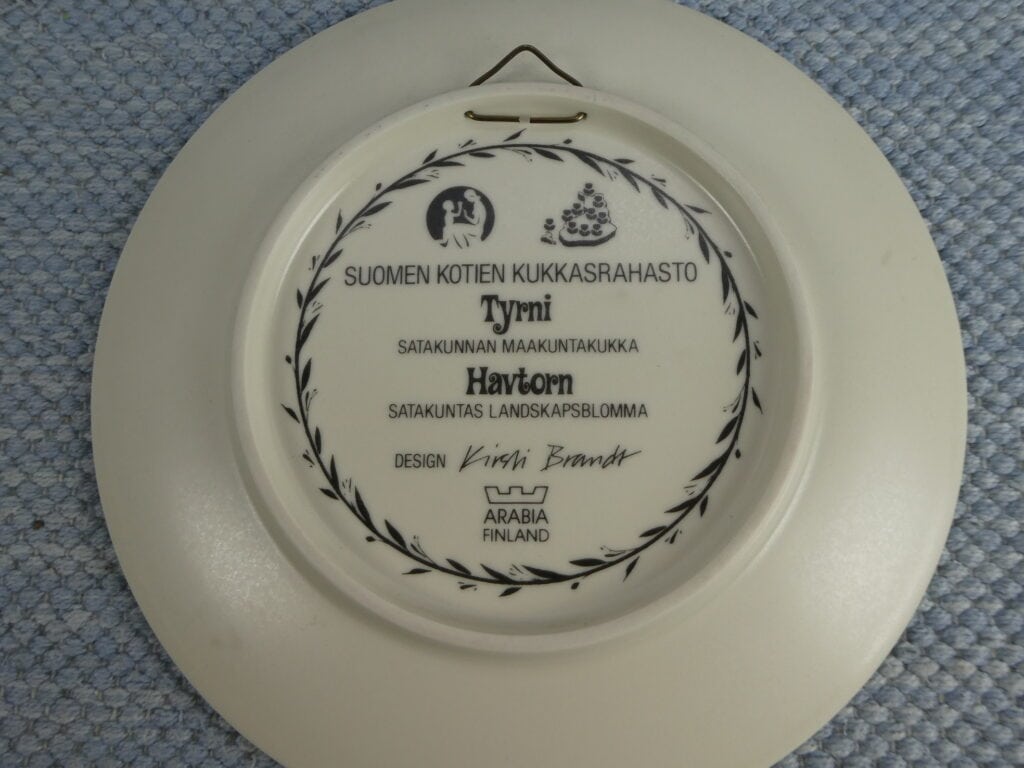 SUOMEN KOTIEN KUKKASRAHASTO
Tyrni
SATAKUNNAN MAAKUNTAKUKKA
Havtorn
SATAKUNTAS LANDSKAPSBLOMMA
DESIGN Kirsti Brandt
ARABIA
FINLAND